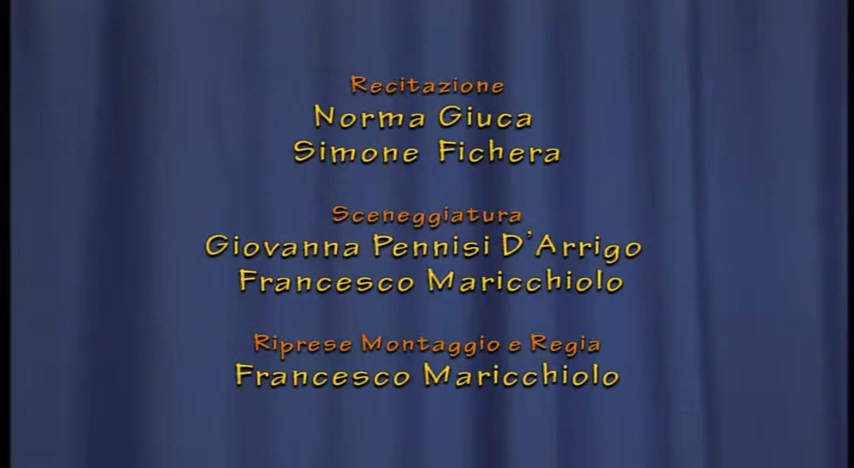 Recitazione
Norma Giuca
Simone Fichera
Sceneggiatura
Giovanna Pennisi D'Arrigo
Francesco Maricchiolo
Riprese Montaggio e Regia
Francesco Maricchiolo